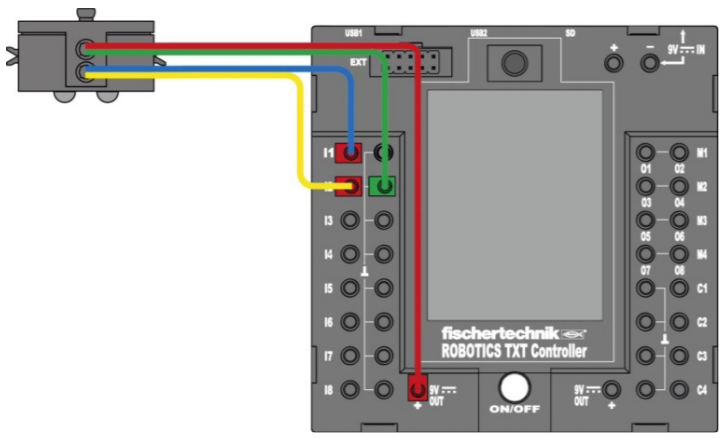 USB1 USB2 SD
EXT + − 9V IN
I1 M1
O1 O2
I2 M2
O3 O4
I3 M3
O5 O6
I4 M4
O7 O8
I5 C1
I6 C2
fischertechnik
ROBOTICS TXT Controller
I7 C3
I8 9V 9V C4
+ OUT OUT +
ON/OFF